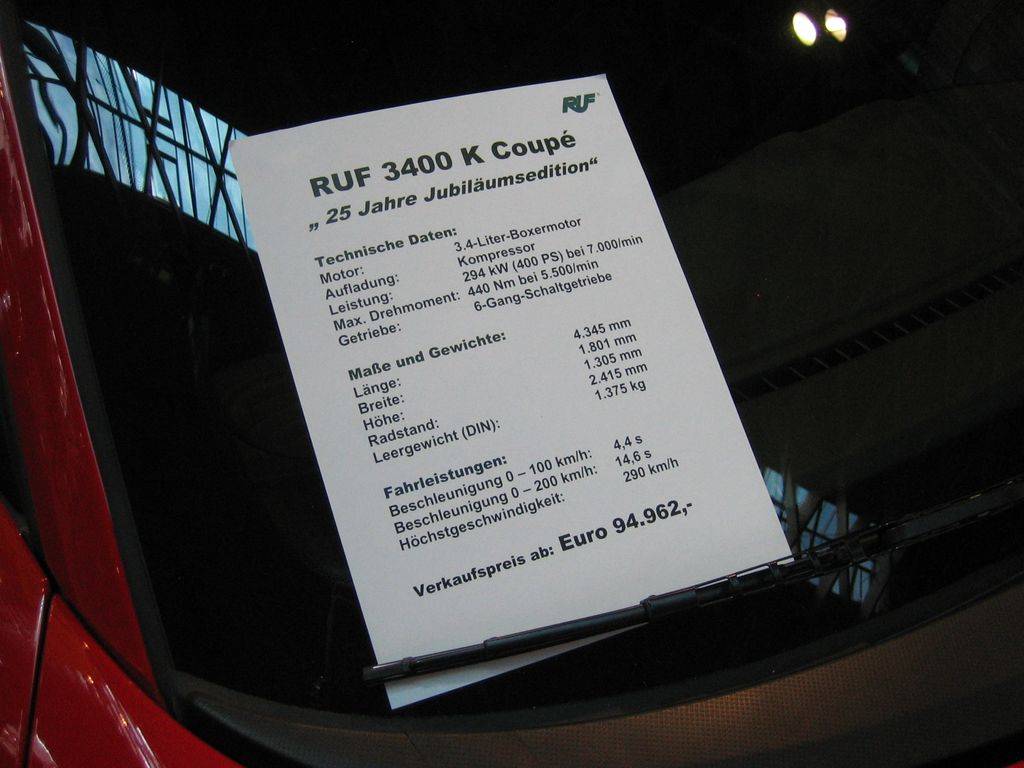 RUF
RUF 3400 K Coupé
„ 25 Jahre Jubiläumsedition“
Technische Daten:
Motor: 3.4-Liter-Boxermotor
Aufladung: Kompressor
Leistung: 294 kW (400 PS) bei 7.000/min
Max. Drehmoment: 440 Nm bei 5.500/min
Getriebe: 6-Gang-Schaltgetriebe
Maße und Gewichte:
Länge: 4.345 mm
Breite: 1.801 mm
Höhe: 1.305 mm
Radstand: 2.415 mm
Leergewicht (DIN): 1.375 kg
Fahrleistungen:
Beschleunigung 0 – 100 km/h: 4,4 s
Beschleunigung 0 – 200 km/h: 14,6 s
Höchstgeschwindigkeit: 290 km/h
Verkaufspreis ab: Euro 94.962,-